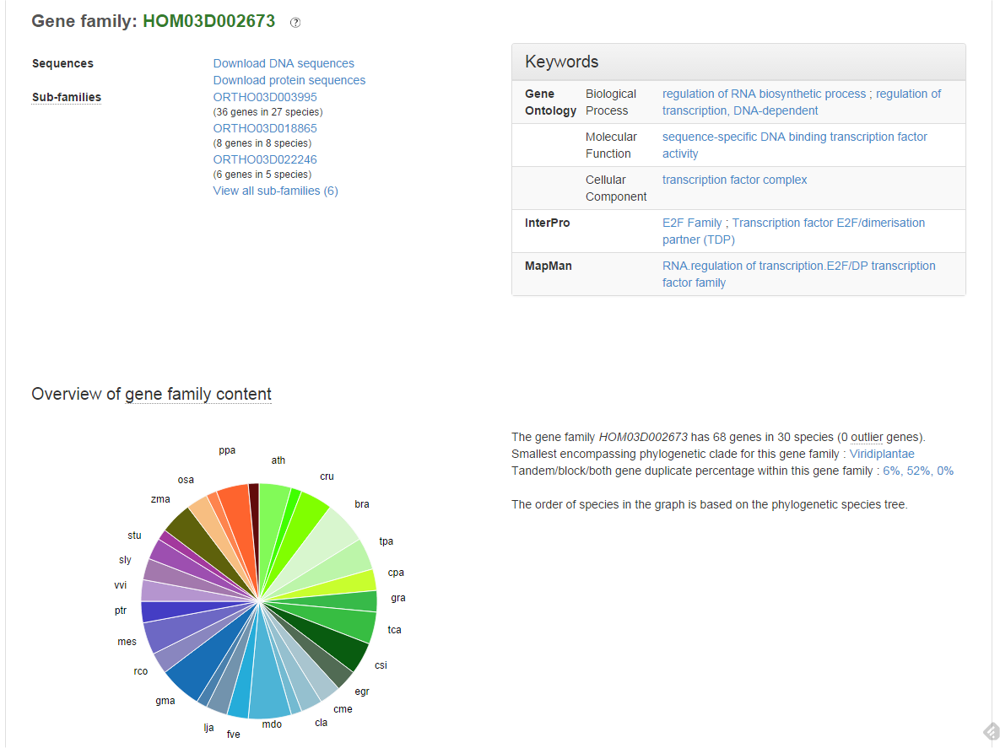 Gene family: HOM03D002673 ?
Sequences
Download DNA sequences
Download protein sequences
Sub-families
ORTHO03D003995
(36 genes in 27 species)
ORTHO03D018865
(8 genes in 8 species)
ORTHO03D022246
(6 genes in 5 species)
View all sub-families (6)
Keywords
Gene Ontology
Biological Process
regulation of RNA biosynthetic process ; regulation of
transcription, DNA-dependent
Molecular Function
sequence-specific DNA binding transcription factor
activity
Cellular Component
transcription factor complex
InterPro
E2F Family ; Transcription factor E2F/dimerisation
partner (TDP)
MapMan
RNA.regulation of transcription.E2F/DP transcription
factor family
Overview of gene family content
ppa
ath
cru
bra
tpa
cpa
gra
tca
csi
egr
cme
cla
mdo
fve
lja
gma
rco
mes
ptr
vvi
sly
stu
zma
osa
The gene family HOM03D002673 has 68 genes in 30 species (0 outlier genes).
Smallest encompassing phylogenetic clade for this gene family : Viridiplantae
Tandem/block/both gene duplicate percentage within this gene family : 6%, 52%, 0%
The order of species in the graph is based on the phylogenetic species tree.